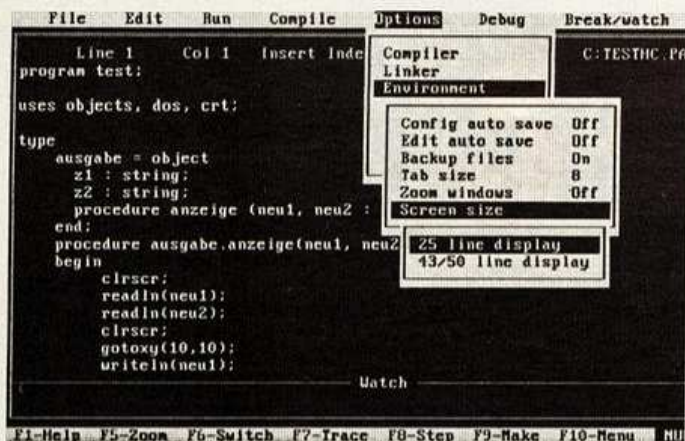 File Edit Run Compile Options Debug Break/watch
Line 1 Col 1 Insert Inde C:TESTMC.PA
program test;
uses objects, dos, crt;
type
ausgabe = object
z1 : string;
z2 : string;
procedure anzeige (neu1, neu2 :
end;
procedure ausgabe.anzeige(neu1, neu2
begin
clrscr;
readln(neu1);
readln(neu2);
clrscr;
gotoxy(10,10);
writeln(neu1);
Compiler
Linker
Environment
Config auto save Off
Edit auto save Off
Backup files On
Tab size 8
Zoom windows Off
Screen size
25 line display
43/50 line display
Watch
F1-Help F5-Zoom F6-Switch F7-Trace F8-Step F9-Make F10-Menu NU